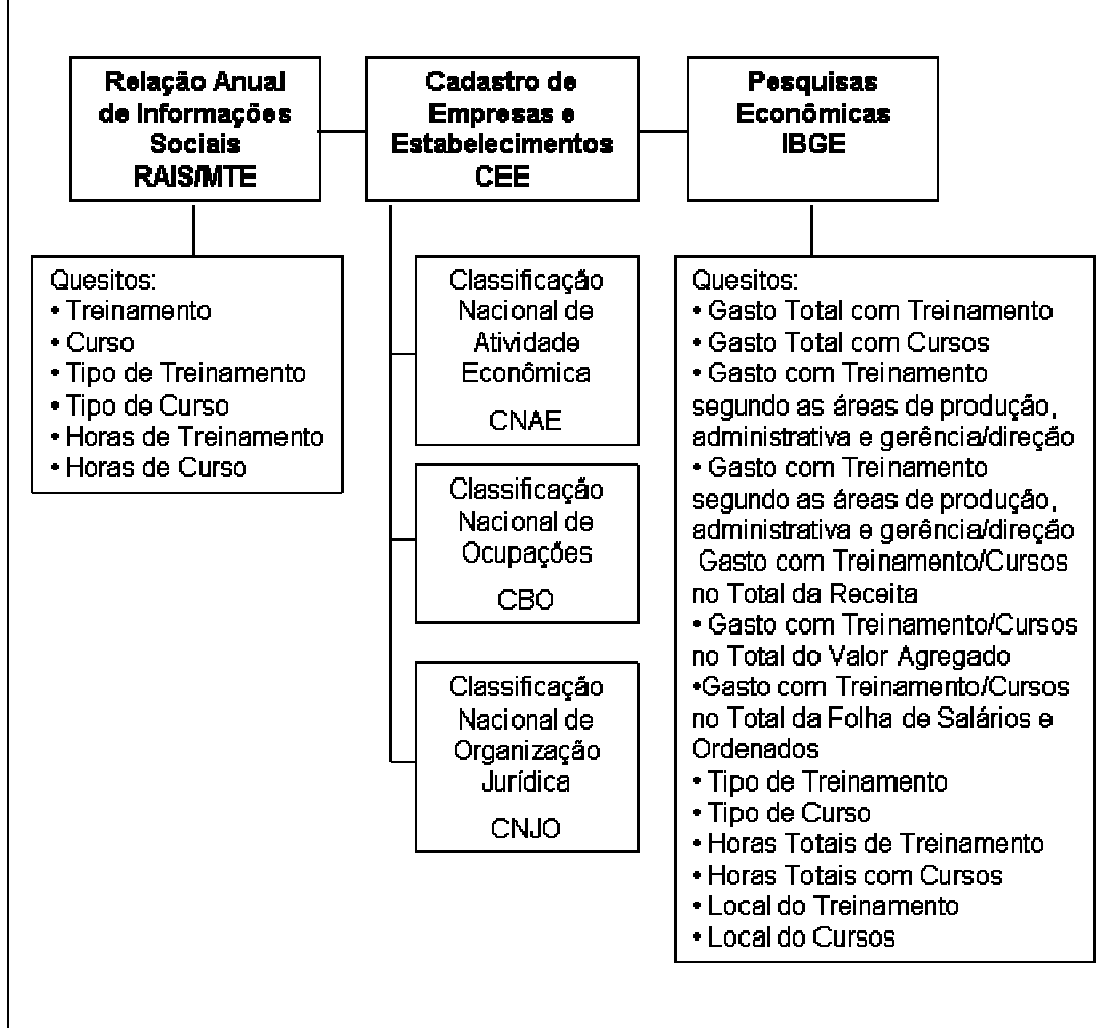 Relação Anual
de Informações
Sociais
RAIS/MTE
Cadastro de
Empresas e
Estabelecimentos
CEE
Pesquisas
Econômicas
IBGE
Quesitos:
• Treinamento
• Curso
• Tipo de Treinamento
• Tipo de Curso
• Horas de Treinamento
• Horas de Curso
Classificação
Nacional de
Atividade
Econômica
CNAE
Classificação
Nacional de
Ocupações
CBO
Classificação
Nacional de
Organização
Jurídica
CNJO
Quesitos:
• Gasto Total com Treinamento
• Gasto Total com Cursos
• Gasto com Treinamento
segundo as áreas de produção,
administrativa e gerência/direção
• Gasto com Treinamento
segundo as áreas de produção,
administrativa e gerência/direção
Gasto com Treinamento/Cursos
no Total da Receita
• Gasto com Treinamento/Cursos
no Total do Valor Agregado
•Gasto com Treinamento/Cursos
no Total da Folha de Salários e
Ordenados
• Tipo de Treinamento
• Tipo de Curso
• Horas Totais de Treinamento
• Horas Totais com Cursos
• Local do Treinamento
• Local do Cursos